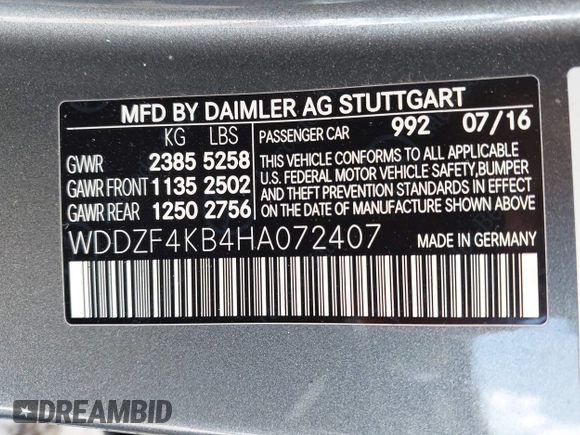 MFD BY DAIMLER AG STUTTGART
KG LBS PASSENGER CAR 992 07/16
GVWR 2385 5258
GAWR FRONT 1135 2502
GAWR REAR 1250 2756
THIS VEHICLE CONFORMS TO ALL APPLICABLE
U.S. FEDERAL MOTOR VEHICLE SAFETY,BUMPER
AND THEFT PREVENTION STANDARDS IN EFFECT
ON DATE OF MANUFACTURE SHOWN ABOVE
WDDZF4KB4HA072407 MADE IN GERMANY
DREAMBID